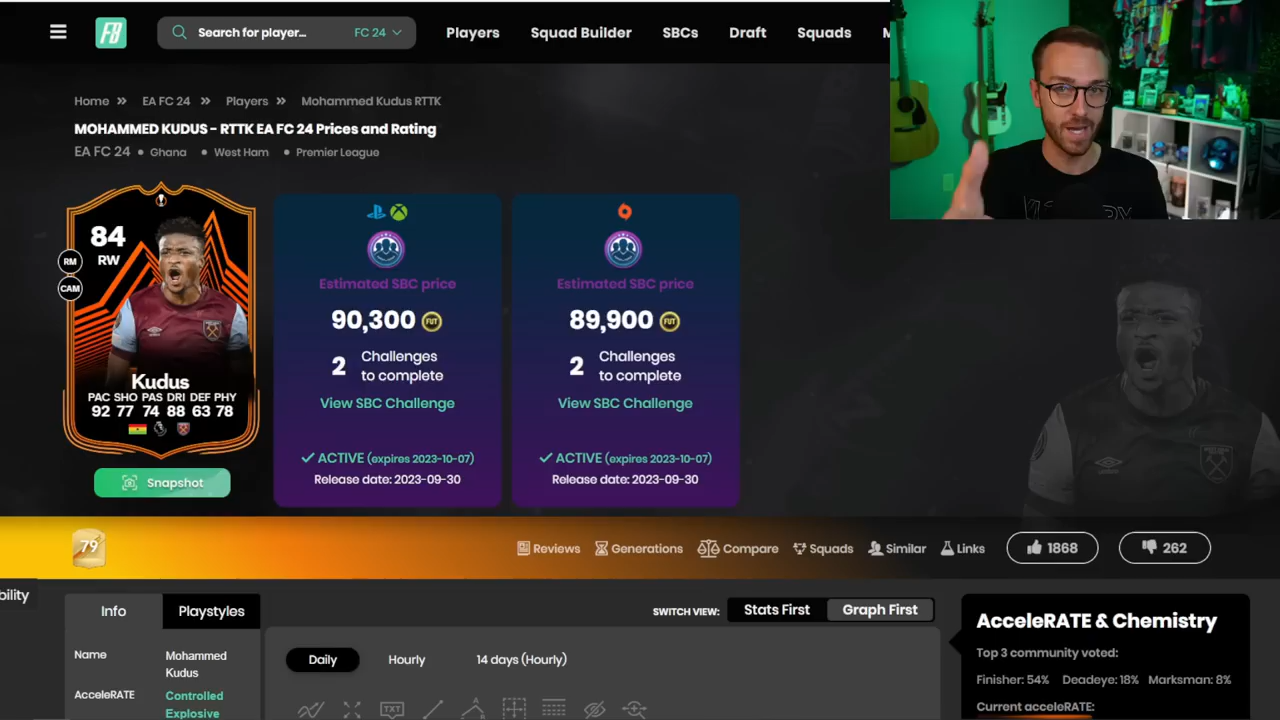 FB
Search for player...
FC 24
Players
Squad Builder
SBCs
Draft
Squads
M
Home » EA FC 24 » Players » Mohammed Kudus RTTK
MOHAMMED KUDUS - RTTK EA FC 24 Prices and Rating
EA FC 24 • Ghana • West Ham • Premier League
84
RW
RM
CAM
Kudus
PAC SHO PAS DRI DEF PHY
92 77 74 88 63 78
Snapshot
Estimated SBC price
90,300 FUT
2 Challenges
to complete
View SBC Challenge
ACTIVE (expires 2023-10-07)
Release date: 2023-09-30
Estimated SBC price
89,900 FUT
2 Challenges
to complete
View SBC Challenge
ACTIVE (expires 2023-10-07)
Release date: 2023-09-30
79
Reviews
Generations
Compare
Squads
Similar
Links
1868
262
bility
Info
Playstyles
SWITCH VIEW:
Stats First
Graph First
Name
Mohammed
Kudus
AcceleRATE
Controlled
Explosive
Daily
Hourly
14 days (Hourly)
TXT
AcceleRATE & Chemistry
Top 3 community voted:
Finisher: 54% Deadeye: 18% Marksman: 8%
Current acceleRATE: